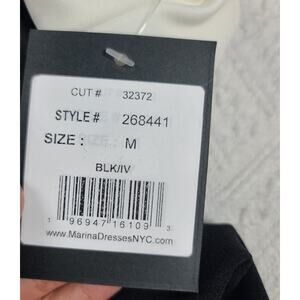 CUT # 32372
STYLE # 268441
SIZE : M
BLK/IV
1 96947 16109 3
www.MarinaDressesNYC.com